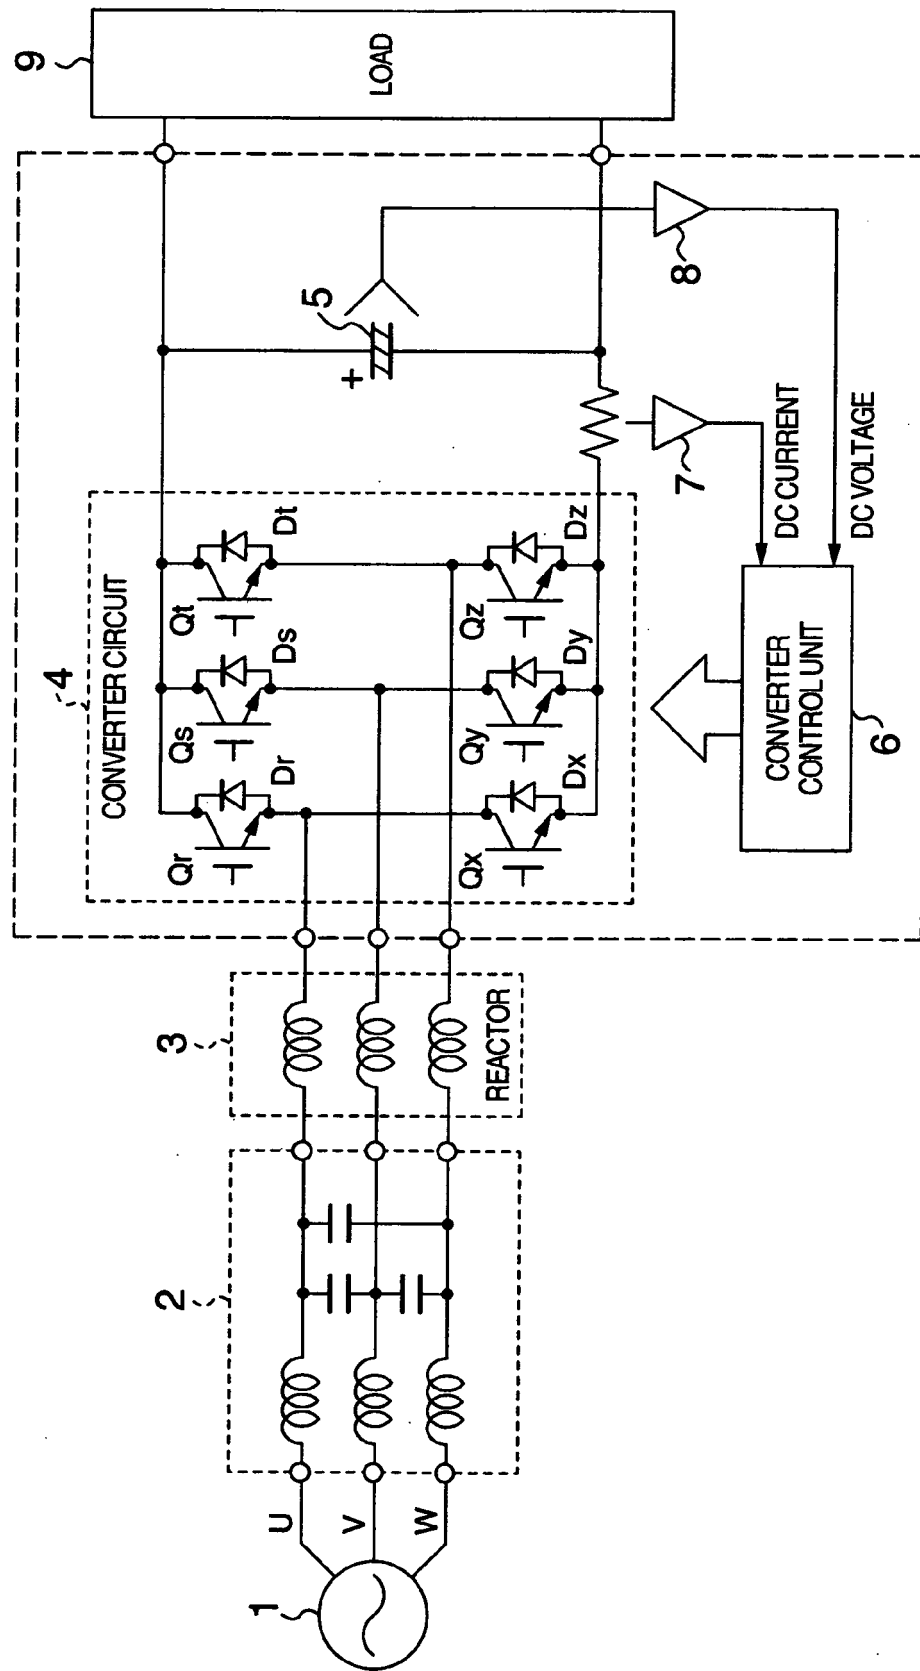 1
U
V
W
2
3
REACTOR
4
CONVERTER CIRCUIT
Qr
Dr
Qs
Ds
Qt
Dt
Qx
Dx
Qy
Dy
Qz
Dz
+
5
7
8
DC CURRENT
DC VOLTAGE
CONVERTER
CONTROL UNIT
6
9
LOAD